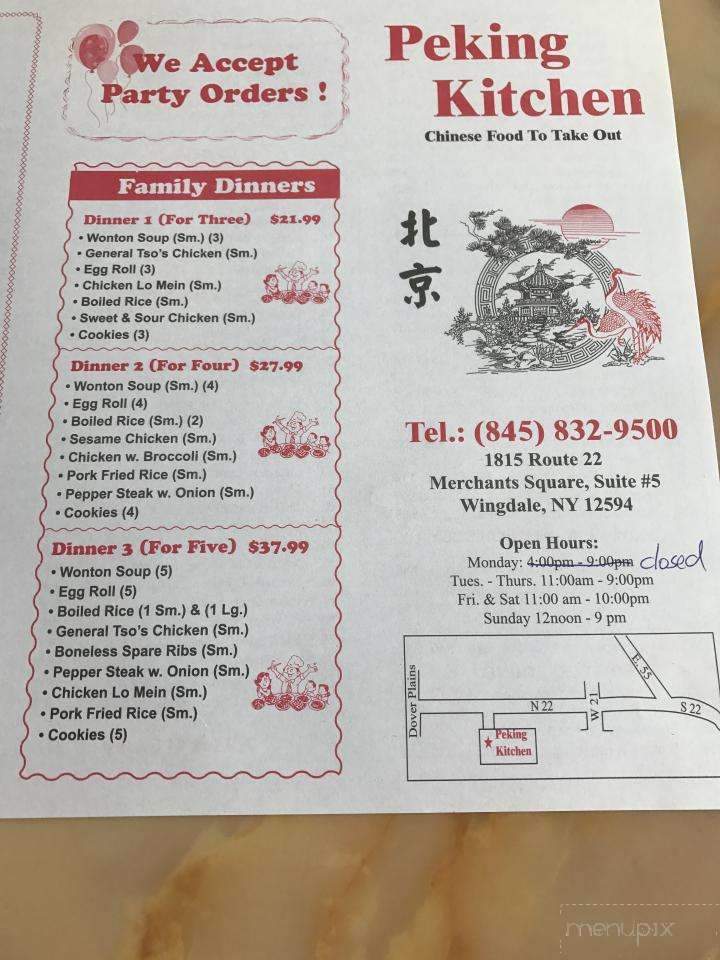 We Accept
Party Orders !
Family Dinners
Dinner 1 (For Three) $21.99
• Wonton Soup (Sm.) (3)
• General Tso's Chicken (Sm.)
• Egg Roll (3)
• Chicken Lo Mein (Sm.)
• Boiled Rice (Sm.)
• Sweet & Sour Chicken (Sm.)
• Cookies (3)
Dinner 2 (For Four) $27.99
• Wonton Soup (Sm.) (4)
• Egg Roll (4)
• Boiled Rice (Sm.) (2)
• Sesame Chicken (Sm.)
• Chicken w. Broccoli (Sm.)
• Pork Fried Rice (Sm.)
• Pepper Steak w. Onion (Sm.)
• Cookies (4)
Dinner 3 (For Five) $37.99
• Wonton Soup (5)
• Egg Roll (5)
• Boiled Rice (1 Sm.) & (1 Lg.)
• General Tso's Chicken (Sm.)
• Boneless Spare Ribs (Sm.)
• Pepper Steak w. Onion (Sm.)
• Chicken Lo Mein (Sm.)
• Pork Fried Rice (Sm.)
• Cookies (5)
Peking
Kitchen
Chinese Food To Take Out
北
京
Tel.: (845) 832-9500
1815 Route 22
Merchants Square, Suite #5
Wingdale, NY 12594
Open Hours:
Monday: 4:00pm - 9:00pm closed
Tues. - Thurs. 11:00am - 9:00pm
Fri. & Sat 11:00 am - 10:00pm
Sunday 12noon - 9 pm
Dover Plains
N 22
W 21
E. 55
S 22
Peking
Kitchen
menupix